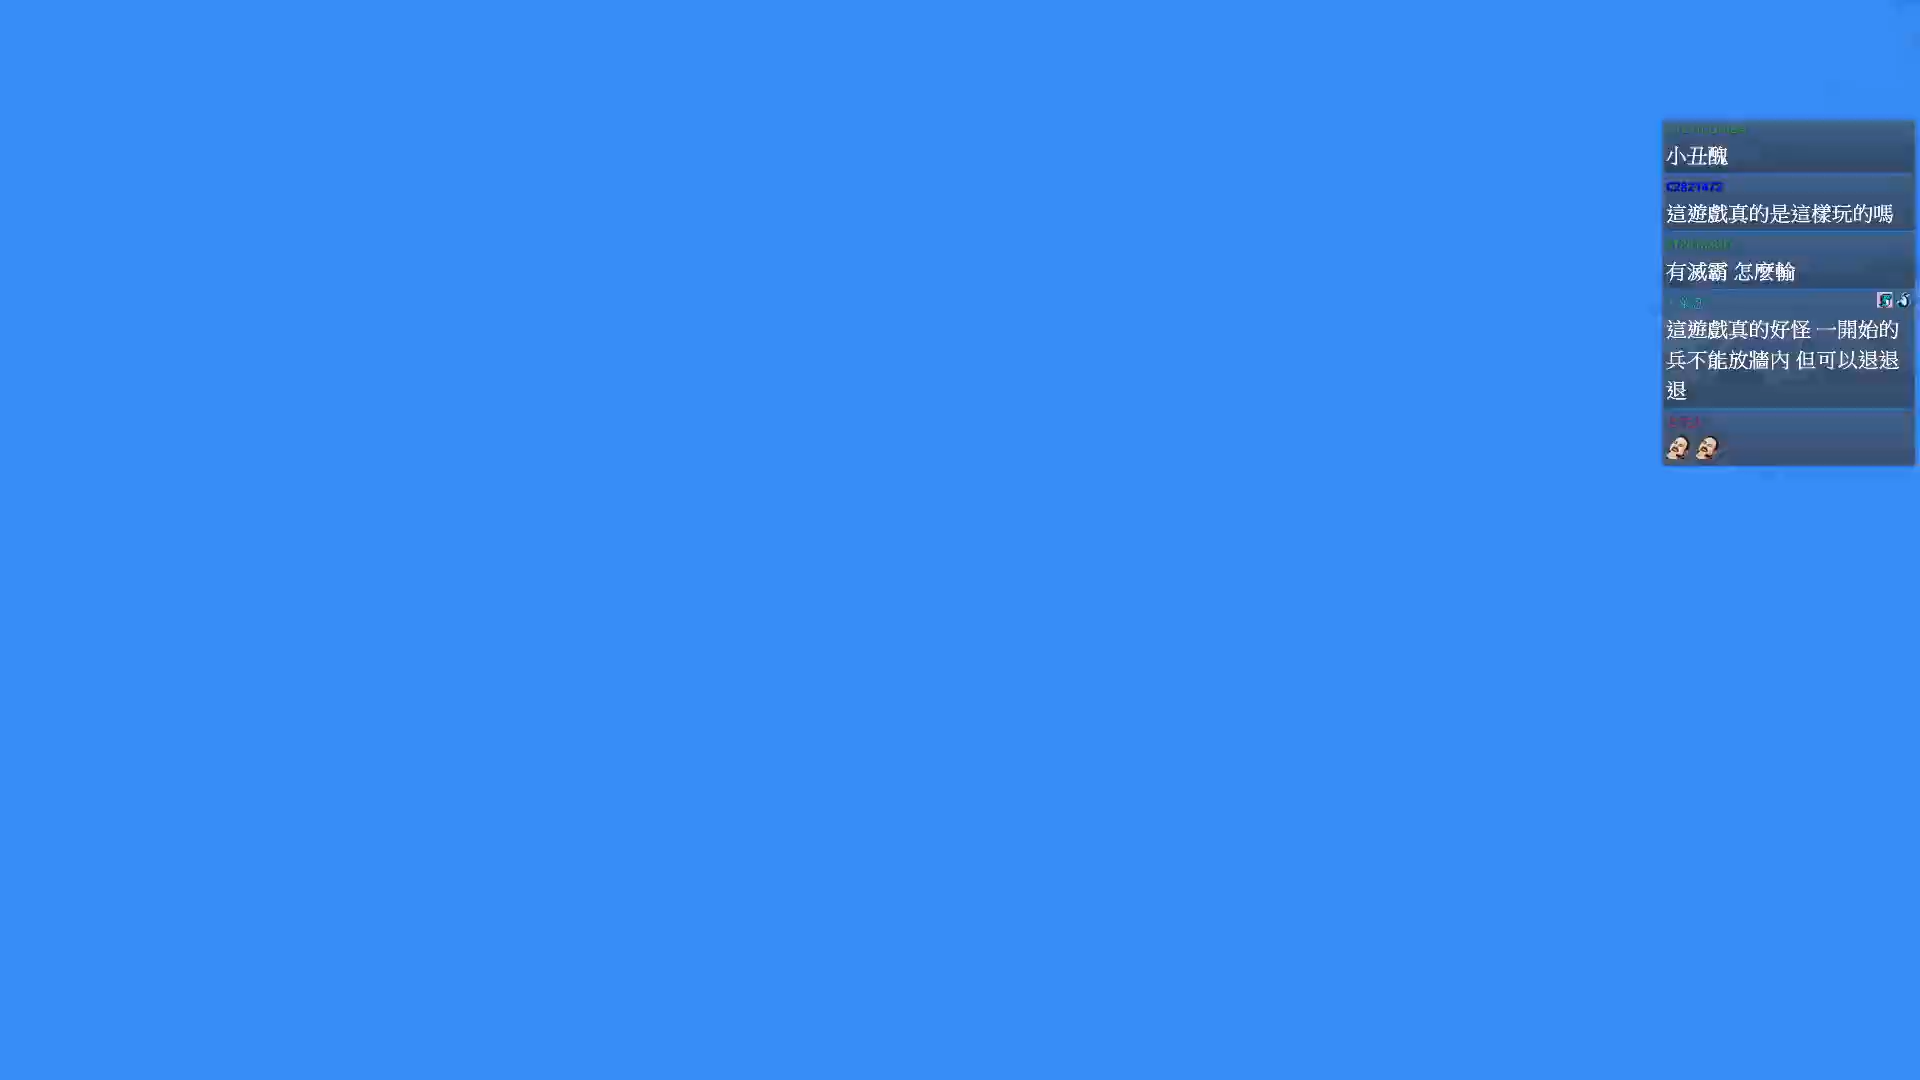 小丑醜
C2821472
這遊戲真的是這樣玩的嗎
有滅霸 怎麼輸
這遊戲真的好怪 一開始的
兵不能放牆內 但可以退退
退